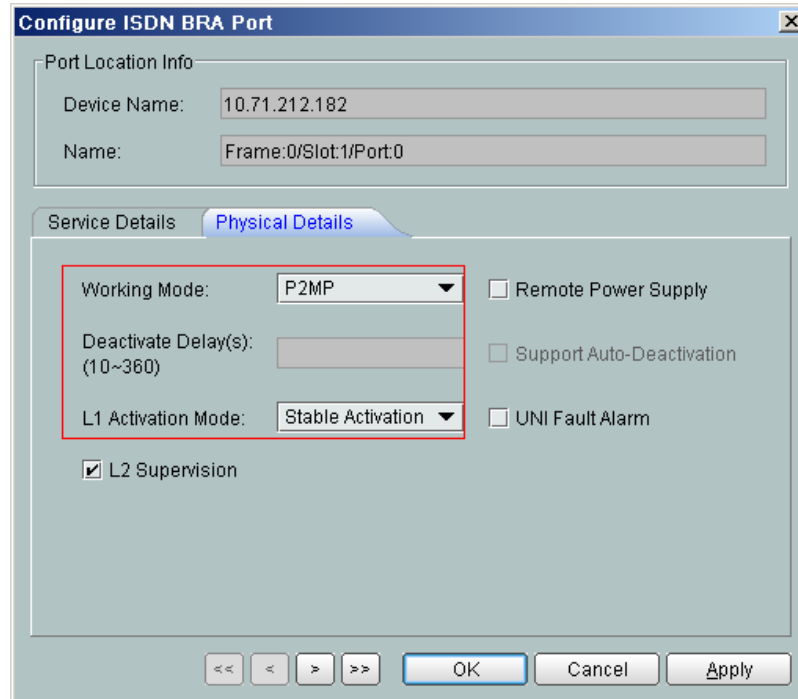 Configure ISDN BRA Port
Port Location Info
Device Name: 10.71.212.182
Name: Frame:0/Slot:1/Port:0
Service Details Physical Details
Working Mode: P2MP Remote Power Supply
Deactivate Delay(s):
(10~360) Support Auto-Deactivation
L1 Activation Mode: Stable Activation UNI Fault Alarm
L2 Supervision
<< < > >> OK Cancel Apply